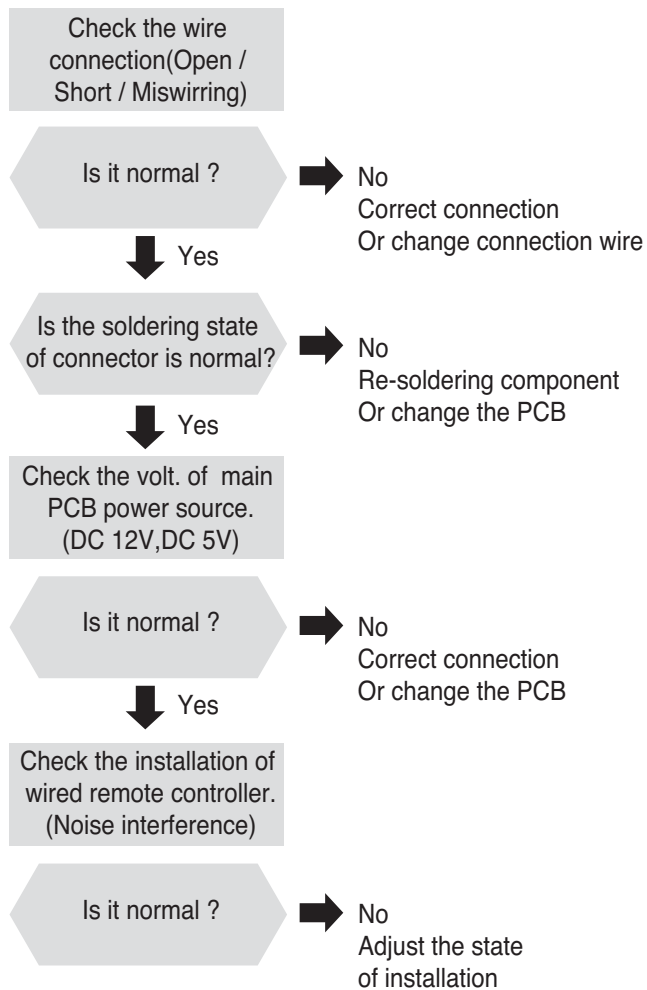 Check the wire
connection(Open /
Short / Miswirring)
Is it normal ?
No
Correct connection
Or change connection wire
Yes
Is the soldering state
of connector is normal?
No
Re-soldering component
Or change the PCB
Yes
Check the volt. of main
PCB power source.
(DC 12V,DC 5V)
Is it normal ?
No
Correct connection
Or change the PCB
Yes
Check the installation of
wired remote controller.
(Noise interference)
Is it normal ?
No
Adjust the state
of installation